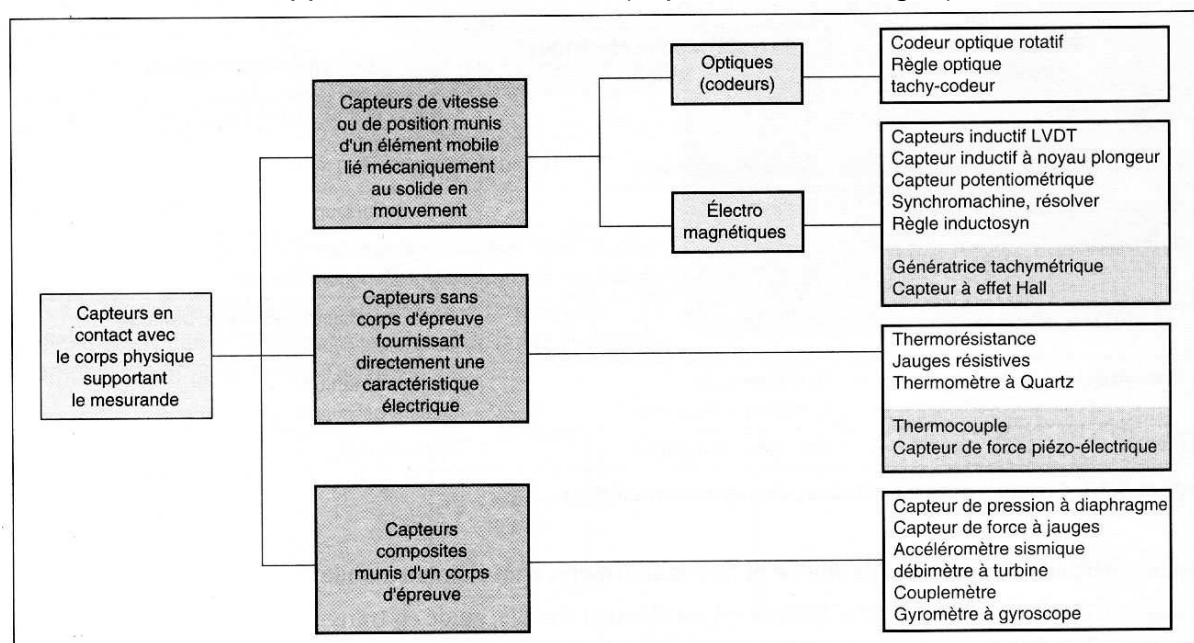 Capteurs en
contact avec
le corps physique
supportant
le mesurande
Capteurs de vitesse
ou de position munis
d'un élément mobile
lié mécaniquement
au solide en
mouvement
Optiques
(codeurs)
Codeur optique rotatif
Règle optique
tachy-codeur
Électro
magnétiques
Capteurs inductif LVDT
Capteur inductif à noyau plongeur
Capteur potentiométrique
Synchromachine, résolver
Règle inductosyn
Génératrice tachymétrique
Capteur à effet Hall
Capteurs sans
corps d'épreuve
fournissant
directement une
caractéristique
électrique
Thermorésistance
Jauges résistives
Thermomètre à Quartz
Thermocouple
Capteur de force piézo-électrique
Capteurs
composites
munis d'un corps
d'épreuve
Capteur de pression à diaphragme
Capteur de force à jauges
Accéléromètre sismique
débimètre à turbine
Couplemètre
Gyromètre à gyroscope